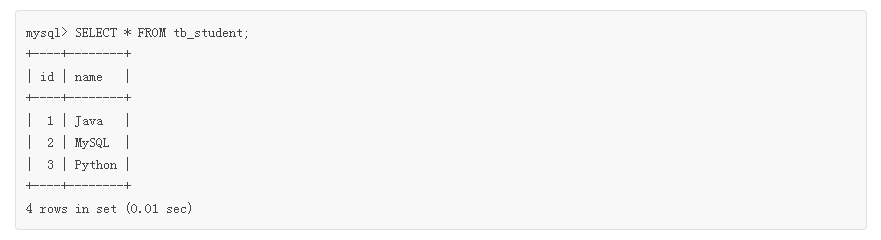 mysql> SELECT * FROM tb_student;
+----+--------+
| id | name   |
+----+--------+
|  1 | Java   |
|  2 | MySQL  |
|  3 | Python |
+----+--------+
4 rows in set (0.01 sec)